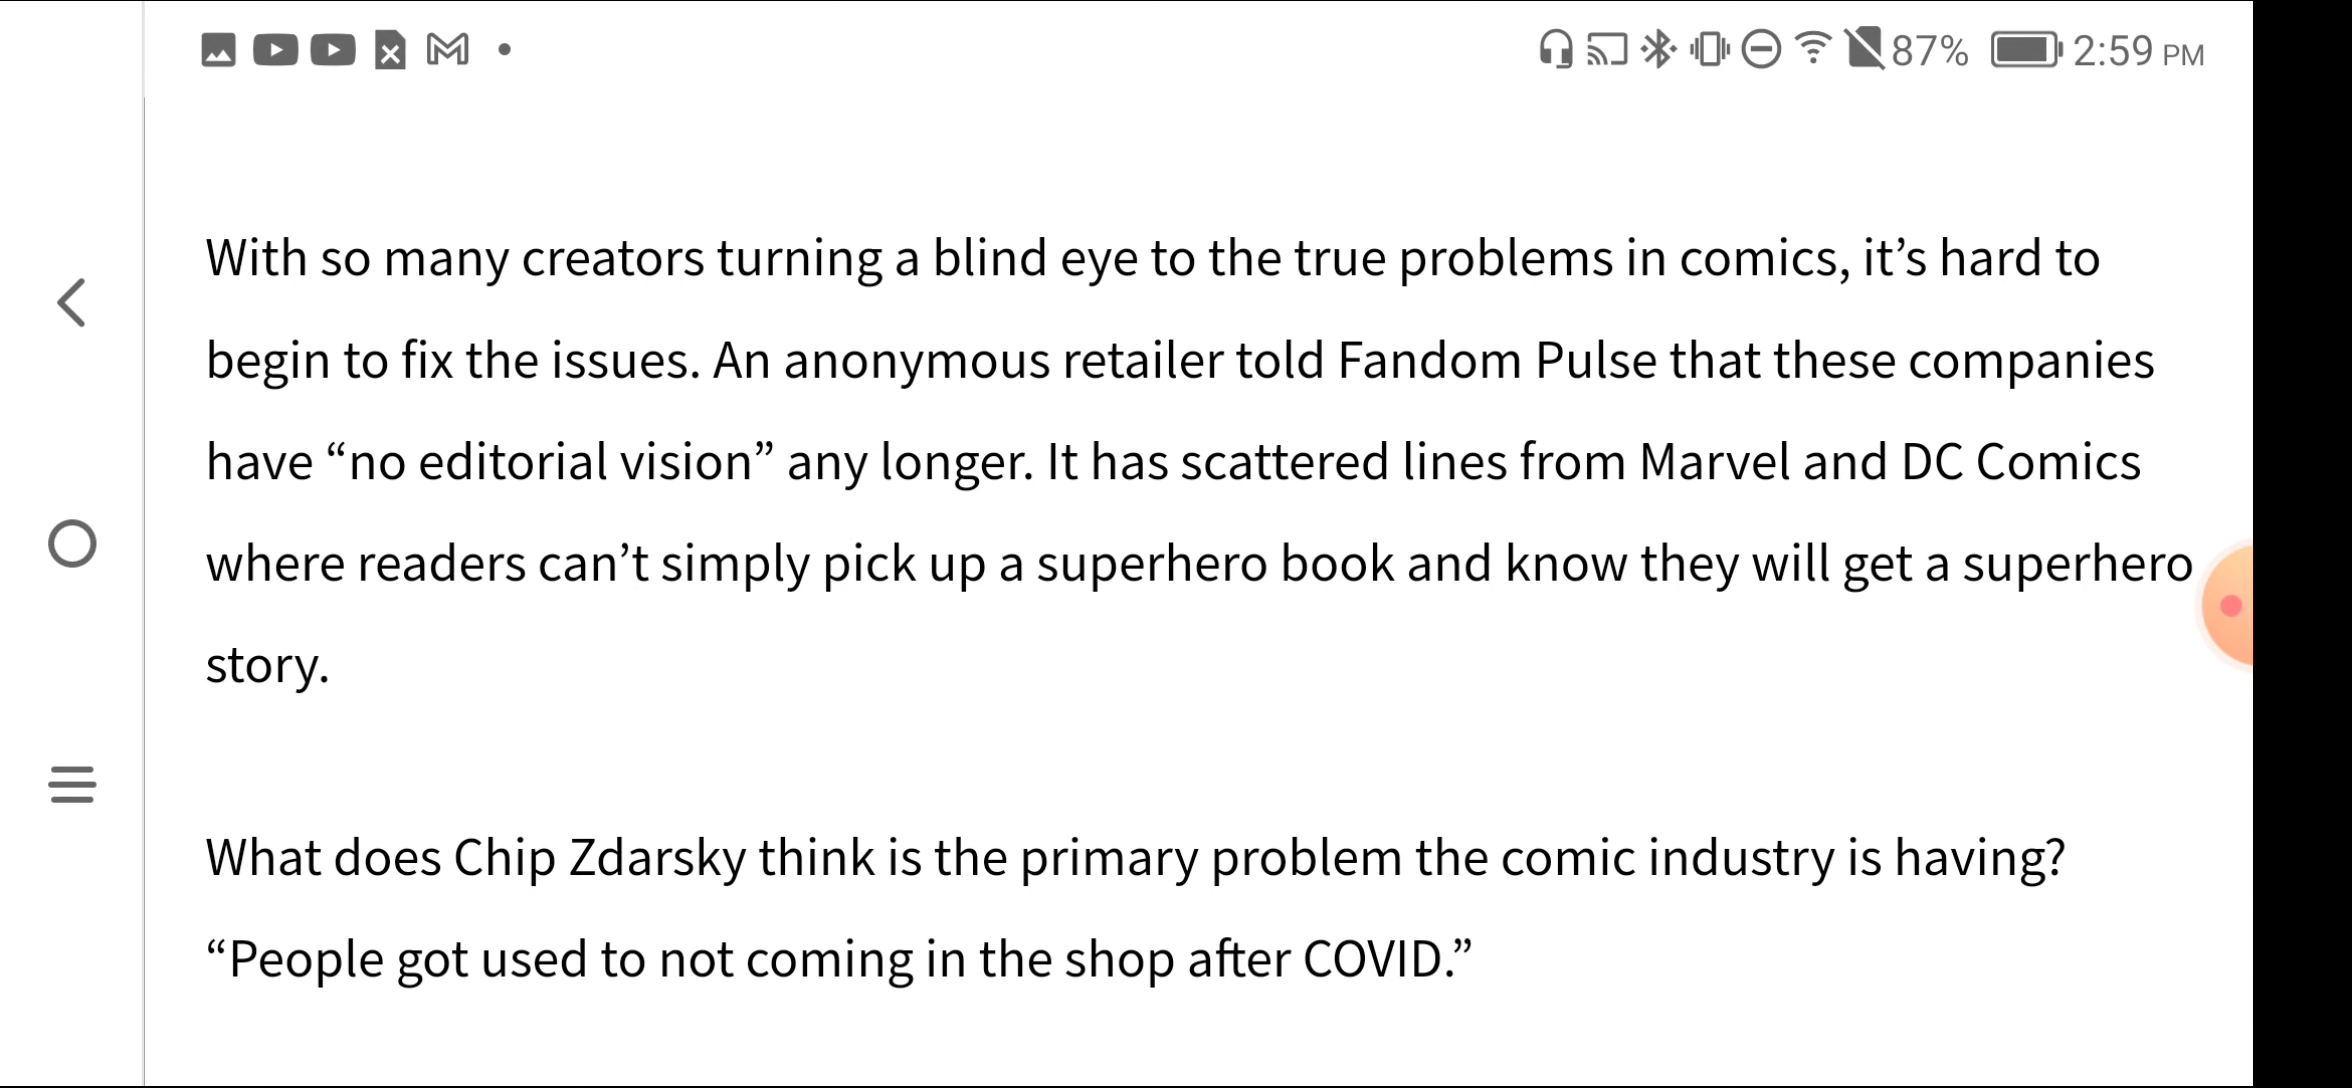 87% 2:59 PM
With so many creators turning a blind eye to the true problems in comics, it’s hard to
begin to fix the issues. An anonymous retailer told Fandom Pulse that these companies
have “no editorial vision” any longer. It has scattered lines from Marvel and DC Comics
where readers can’t simply pick up a superhero book and know they will get a superhero
story.
What does Chip Zdarsky think is the primary problem the comic industry is having?
“People got used to not coming in the shop after COVID.”